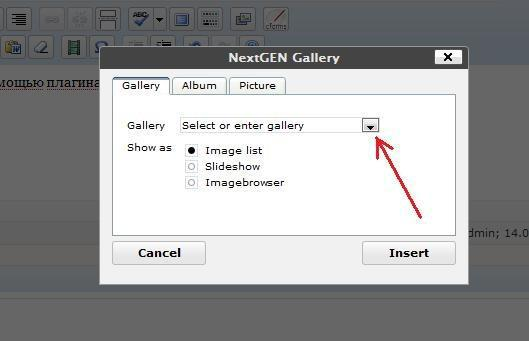 ABC
cforms
NextGEN Gallery
мощью плагина
Gallery Album Picture
Gallery Select or enter gallery
Show as Image list
Slideshow
Imagebrowser
dmin; 14.0
Cancel Insert